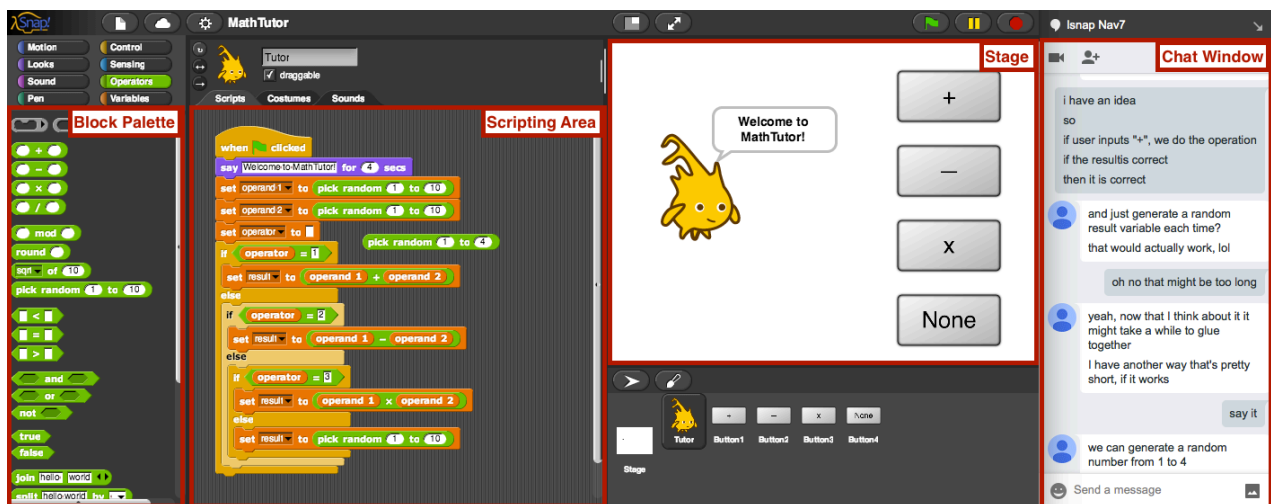 Snap!
MathTutor
Isnap Nav7
Motion
Control
Looks
Sensing
Sound
Operators
Pen
Variables
Tutor
draggable
Scripts
Costumes
Sounds
Block Palette
Scripting Area
Stage
Chat Window
+
−
×
/
mod
round
sqrt of 10
pick random 1 to 10
<
=
>
and
or
not
true
false
join hello world
split hello world by
when clicked
say Welcome to MathTutor! for 4 secs
set operand 1 to pick random 1 to 10
set operand 2 to pick random 1 to 10
set operator to
pick random 1 to 4
if operator = 1
set result to operand 1 + operand 2
else
if operator = 2
set result to operand 1 − operand 2
else
if operator = 3
set result to operand 1 × operand 2
else
set result to pick random 1 to 10
Welcome to
MathTutor!
+
—
x
None
Stage
Tutor
+
Button1
−
Button2
x
Button3
None
Button4
i have an idea
so
if user inputs "+", we do the operation
if the resultis correct
then it is correct
and just generate a random
result variable each time?
that would actually work, lol
oh no that might be too long
yeah, now that I think about it it
might take a while to glue
together
I have another way that's pretty
short, if it works
say it
we can generate a random
number from 1 to 4
Send a message